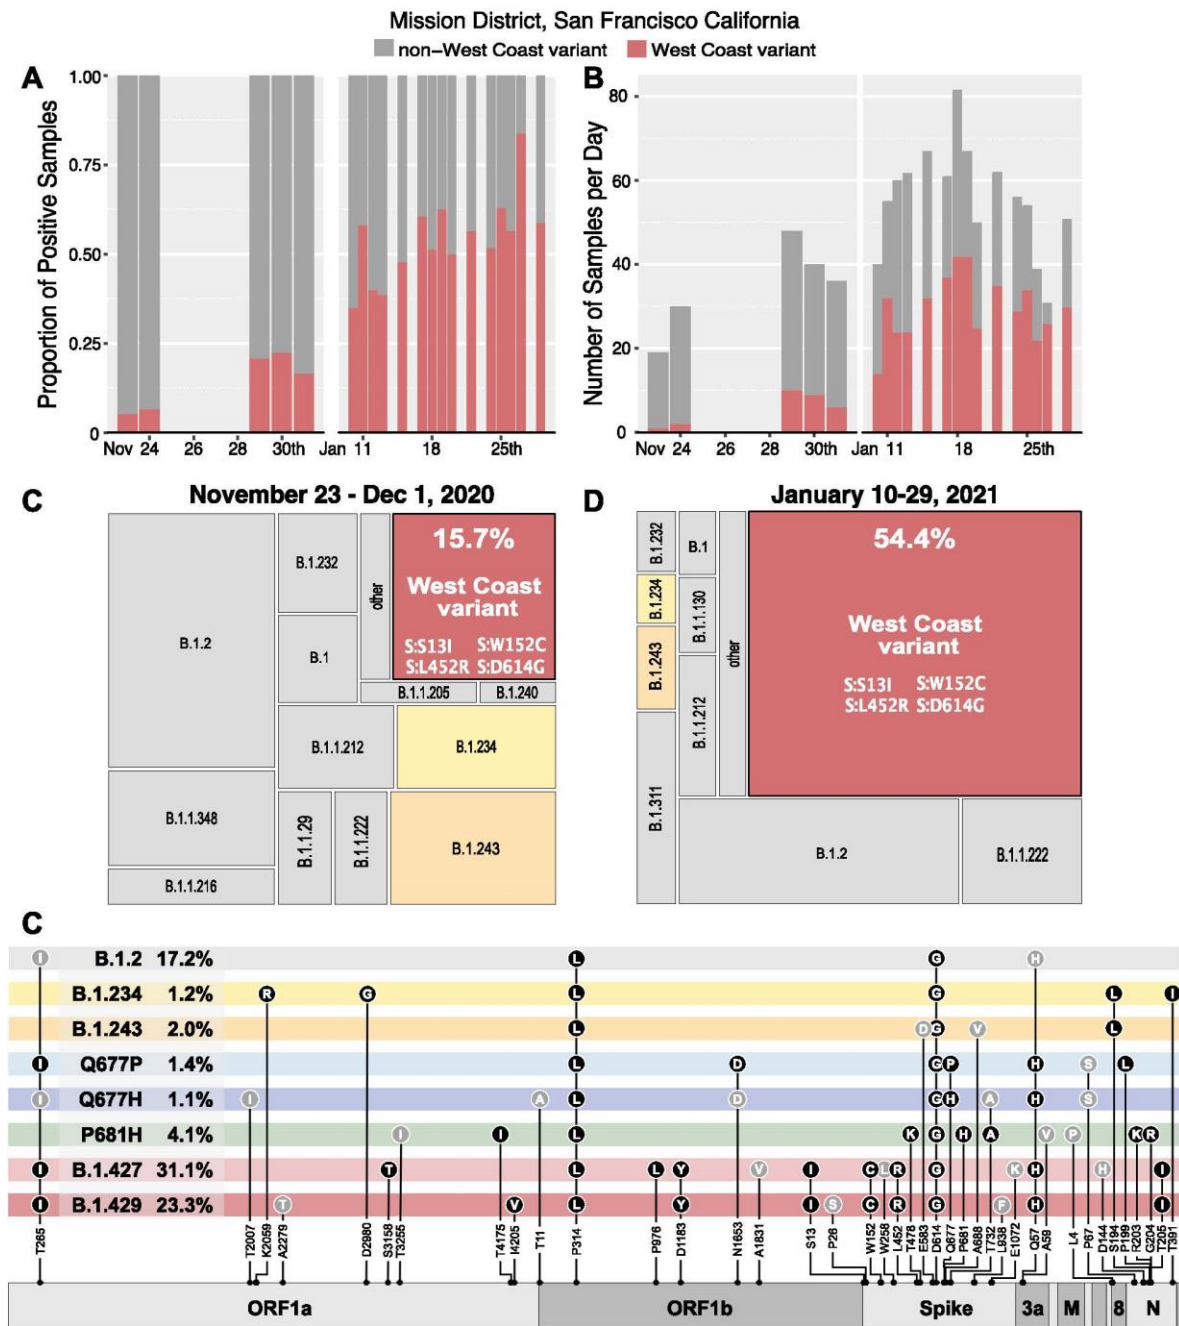 Mission District, San Francisco California
non-West Coast variant West Coast variant
A
Proportion of Positive Samples
1.00
0.75
0.50
0.25
0
Nov 24 26 28 30th Jan 11 18 25th
B
Number of Samples per Day
80
60
40
20
0
Nov 24 26 28 30th Jan 11 18 25th
C
November 23 - Dec 1, 2020
B.1.2
B.1.232
other
15.7%
West Coast
variant
S:S13I S:W152C
S:L452R S:D614G
B.1
B.1.1.205
B.1.240
B.1.1.212
B.1.234
B.1.1.348
B.1.1.29
B.1.1.222
B.1.243
B.1.1.216
D
January 10-29, 2021
B.1.232
B.1
other
54.4%
West Coast
variant
S:S13I S:W152C
S:L452R S:D614G
B.1.234
B.1.1.130
B.1.243
B.1.1.212
B.1.311
B.1.2
B.1.1.222
C
I B.1.2 17.2% L G H
B.1.234 1.2% R G L G L I
B.1.243 2.0% L D G V L
I Q677P 1.4% L D G P H S L
I Q677H 1.1% I A L D G H A H S
P681H 4.1% I I L K G H A V P K R
I B.1.427 31.1% T L L Y V I C L R G K H H I
I B.1.429 23.3% T V L Y I S C R G F H I
T265 T2007 K2059 A2279 D2980 S3158 T3255 T4175 I4205 T11 P314 P976 D1183 N1653 A1831 S13 P26 W152 W258 L452 T478 E583 D614 Q677 P681 A688 T732 L938 E1072 Q57 A59 L4 P67 D144 S194 P199 R203 G204 T205 T391
ORF1a ORF1b Spike 3a M 8 N